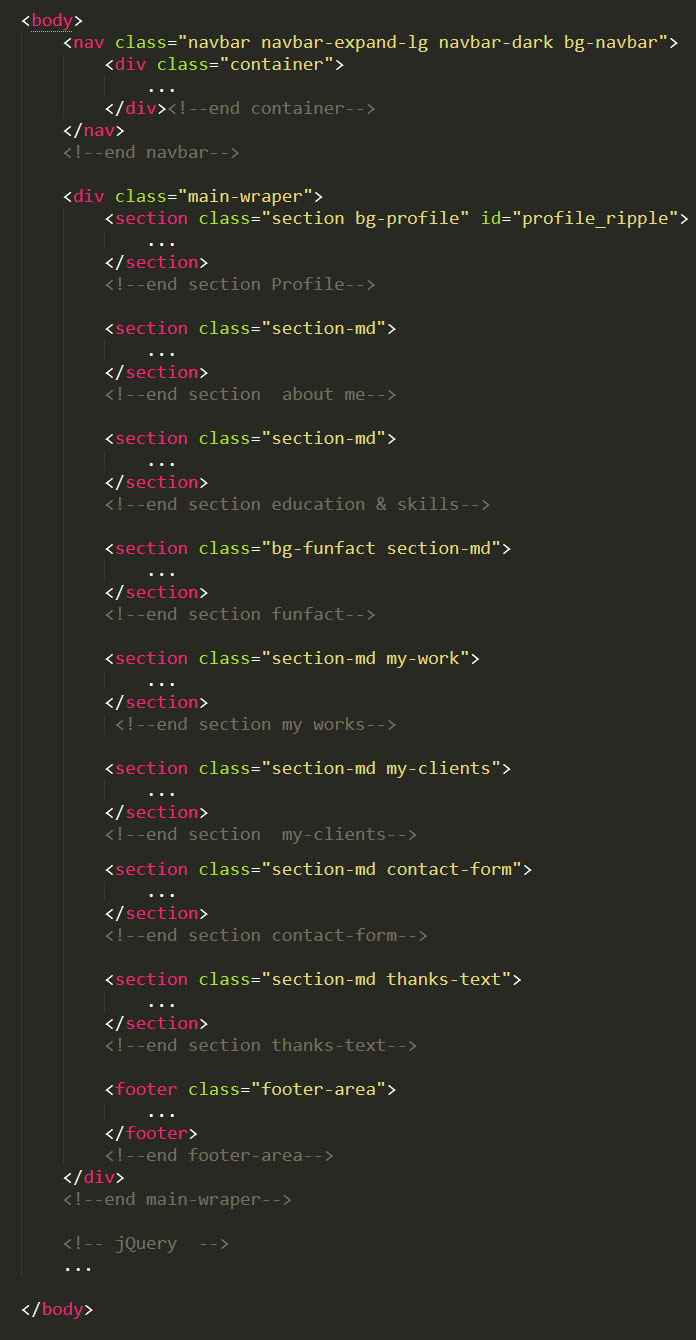 <body>
<nav class="navbar navbar-expand-lg navbar-dark bg-navbar">
<div class="container">
...
</div><!--end container-->
</nav>
<!--end navbar-->
<div class="main-wraper">
<section class="section bg-profile" id="profile_ripple">
...
</section>
<!--end section Profile-->
<section class="section-md">
...
</section>
<!--end section  about me-->
<section class="section-md">
...
</section>
<!--end section education & skills-->
<section class="bg-funfact section-md">
...
</section>
<!--end section funfact-->
<section class="section-md my-work">
...
</section>
<!--end section my works-->
<section class="section-md my-clients">
...
</section>
<!--end section  my-clients-->
<section class="section-md contact-form">
...
</section>
<!--end section contact-form-->
<section class="section-md thanks-text">
...
</section>
<!--end section thanks-text-->
<footer class="footer-area">
...
</footer>
<!--end footer-area-->
</div>
<!--end main-wraper-->
<!-- jQuery  -->
...
</body>